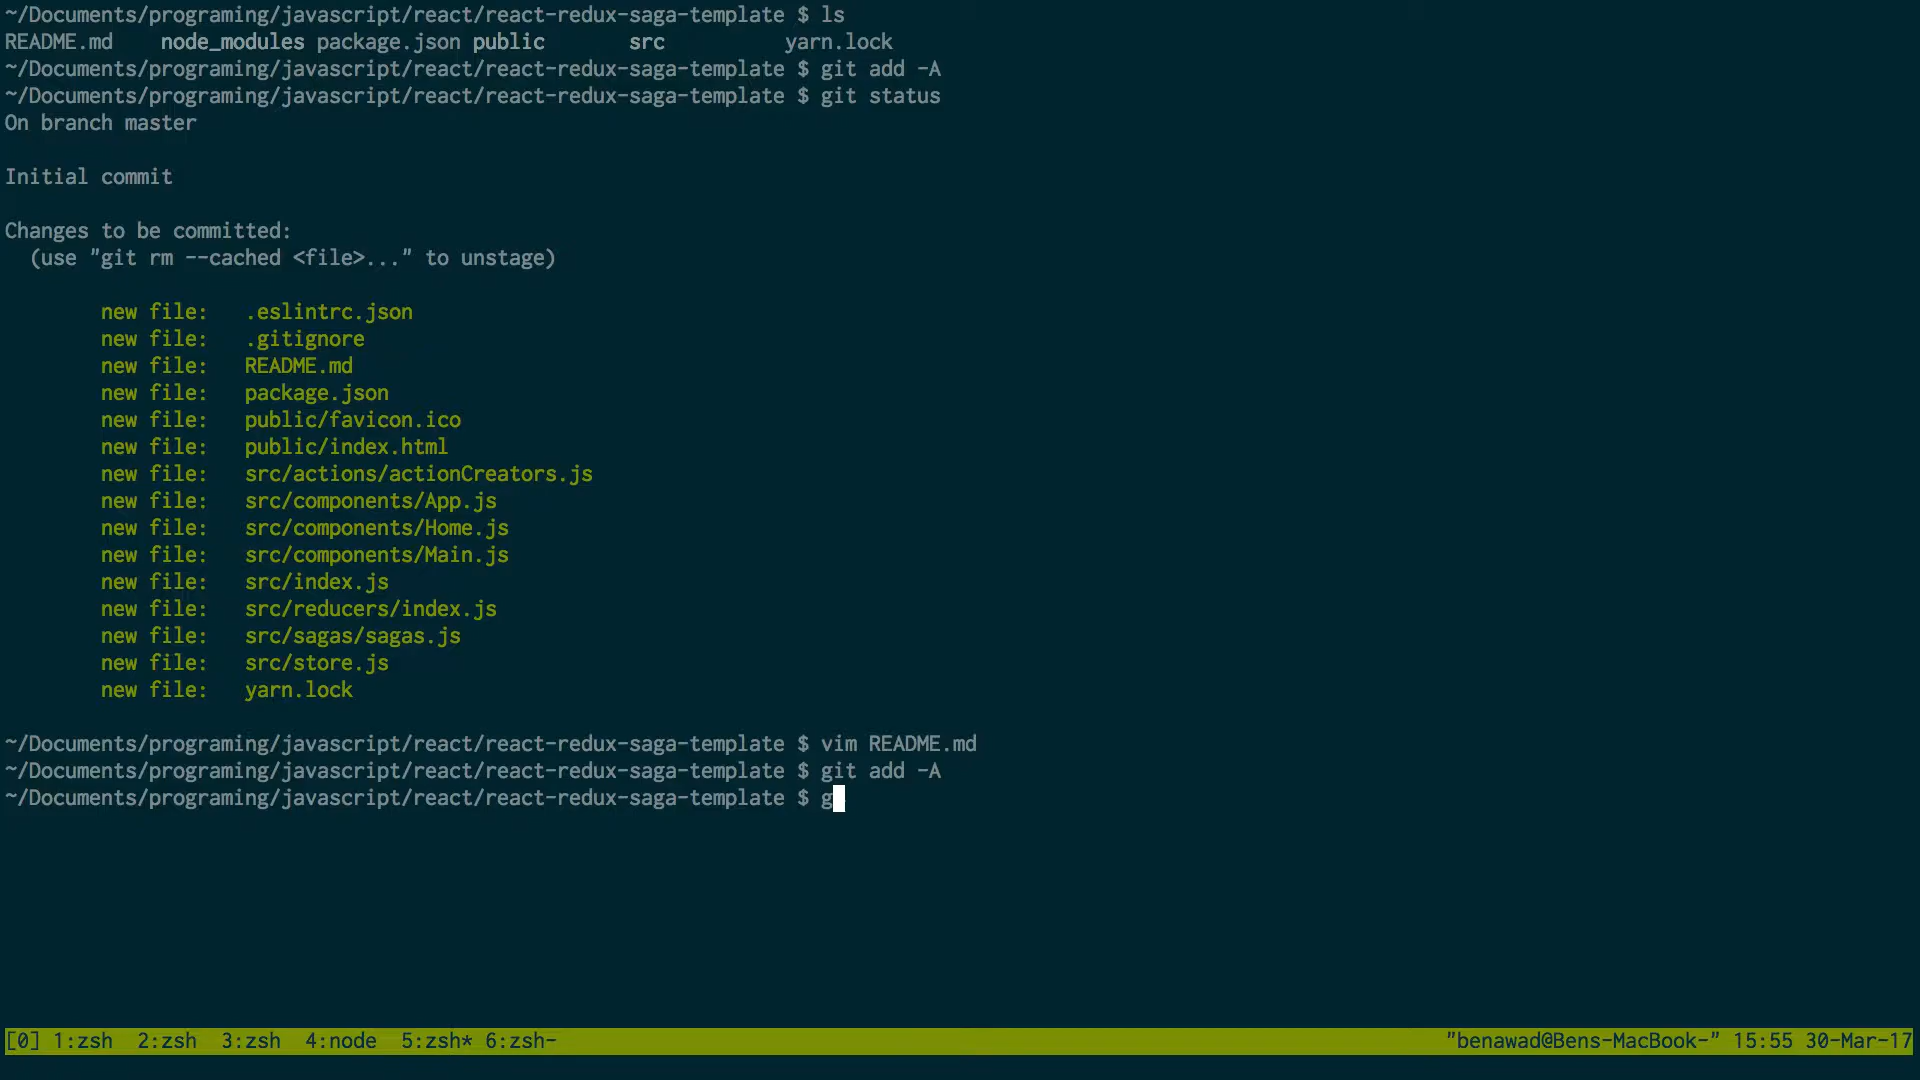 ~/Documents/programing/javascript/react/react-redux-saga-template $ ls
README.md    node_modules package.json public       src          yarn.lock
~/Documents/programing/javascript/react/react-redux-saga-template $ git add -A
~/Documents/programing/javascript/react/react-redux-saga-template $ git status
On branch master
Initial commit
Changes to be committed:
  (use "git rm --cached <file>..." to unstage)
        new file:   .eslintrc.json
        new file:   .gitignore
        new file:   README.md
        new file:   package.json
        new file:   public/favicon.ico
        new file:   public/index.html
        new file:   src/actions/actionCreators.js
        new file:   src/components/App.js
        new file:   src/components/Home.js
        new file:   src/components/Main.js
        new file:   src/index.js
        new file:   src/reducers/index.js
        new file:   src/sagas/sagas.js
        new file:   src/store.js
        new file:   yarn.lock
~/Documents/programing/javascript/react/react-redux-saga-template $ vim README.md
~/Documents/programing/javascript/react/react-redux-saga-template $ git add -A
~/Documents/programing/javascript/react/react-redux-saga-template $ g
[0] 1:zsh  2:zsh  3:zsh  4:node  5:zsh* 6:zsh-    "benawad@Bens-MacBook-" 15:55 30-Mar-17